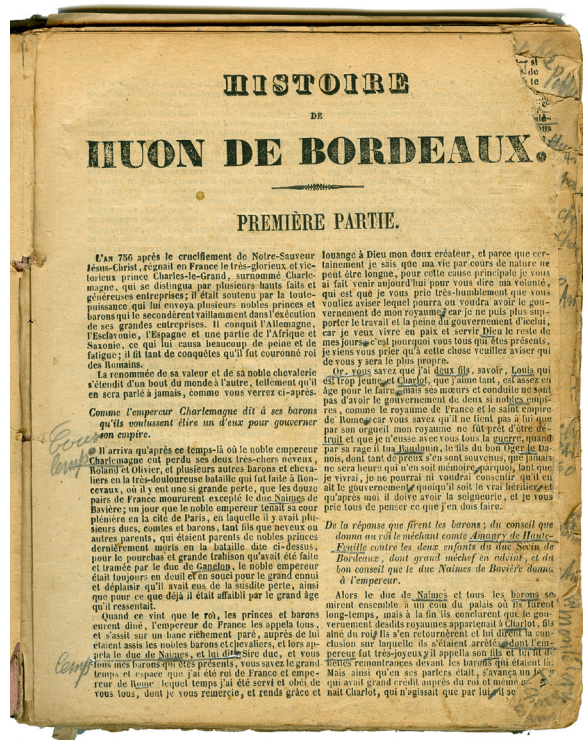 HISTOIRE
DE
HUON DE BORDEAUX.
PREMIÈRE PARTIE.
L'AN 756 après le crucifiement de Notre-Sauveur
Jésus-Christ, régnait en France le très-glorieux et vic-
torieux prince Charles-le-Grand, surnommé Charle-
magne, qui se distingua par plusieurs hauts faits et
généreuses entreprises; il était soutenu par la toute-
puissance qui lui envoya plusieurs nobles princes et
barons qui le secondèrent vaillamment dans l'exécution
de ses grandes entreprises. Il conquit l'Allemagne,
l'Esclavonie, l'Espagne et une partie de l'Afrique et
Saxonie, ce qui lui causa beaucoup de peine et de
fatigue; il fit tant de conquêtes qu'il fut couronné roi
des Romains.
La renommée de sa valeur et de sa noble chevalerie
s'étendit d'un bout du monde à l'autre, tellement qu'il
en sera parlé à jamais, comme vous verrez ci-après.
Comme l'empereur Charlemagne dit à ses barons
qu'ils voulussent élire un d'eux pour gouverner
son empire.
Il arriva qu'après ce temps-là où le noble empereur
Charlemagne eut perdu ses deux très-chers neveux,
Roland et Olivier, et plusieurs autres barons et cheva-
liers en la très-douloureuse bataille qui fut faite à Ron-
cevaux, où il y eut une si grande perte, que les douze
pairs de France moururent excepté le duc Naimes de
Bavière; un jour que le noble empereur tenait sa cour
plénière en la cité de Paris, en laquelle il y avait plu-
sieurs ducs, comtes et barons, tant fils que neveux ou
autres parents, qui étaient parents de nobles princes
dernièrement morts en la bataille dite ci-dessus,
pour le pourchas et grande trahison qu'avait été faite
et tramée par le duc de Ganelon, le noble empereur
était toujours en deuil et en souci pour le grand ennui
et déplaisir qu'il avait eus de la susdite perte, ainsi
que pour ce que déjà il était affaibli par le grand âge
qu'il ressentait.
Quand ce vint que le roi, les princes et barons
eurent dîné, l'empereur de France les appela tous,
et s'assit sur un banc richement paré, auprès de lui
étaient assis les nobles barons et chevaliers, et lors ap-
pela le duc de Naimes, et lui dit: Sire duc, et vous
tous mes barons qui êtes présents, vous savez le grand
temps et espace que j'ai été roi de France et empe-
reur de Rome, lequel temps j'ai été servi et obéi de
vous tous, dont je vous remercie, et rends grâce et
louange à Dieu mon doux créateur, et parce que cer-
tainement je sais que ma vie par cours de nature ne
peut être longue, pour cette cause principale je vous
ai fait venir aujourd'hui pour vous dire ma volonté,
qui est que je vous prie très-humblement que vous
vouliez aviser lequel pourra ou voudra avoir le gou-
vernement de mon royaume, car je ne puis plus sup-
porter le travail et la peine du gouvernement d'icelui,
car je veux vivre en paix et servir Dieu le reste de
mes jours, c'est pourquoi vous tous qui êtes présents,
je viens vous prier qu'à cette chose veuillez aviser qui
de vous y sera le plus propre.
Or, vous savez que j'ai deux fils, savoir, Louis qui
est trop jeune, et Charlot, que j'aime tant, est assez en
âge pour le faire, mais ses mœurs et conduite ne sont
pas d'avoir le gouvernement de deux si nobles empi-
res, comme le royaume de France et le saint empire
de Rome, car vous savez qu'il ne tient pas à lui que
par son orgueil mon royaume ne fut prêt d'être dé-
truit et que je n'eusse avec vous tous la guerre, quand
par sa rage il tua Baudouin, le fils du bon Oger de Da-
mois, dont tant de preux s'en sont souvenus, que jamais
ne sera heure qui n'en soit mémoire, parquoi, tant que
je vivrai, je ne pourrai ni voudrai consentir qu'il en
ait le gouvernement, quoiqu'il soit le vrai héritier, et
qu'après moi il doive avoir la seigneurie, et je vous
prie tous de penser ce que j'en dois faire.
De la réponse que firent les barons; du conseil que
donna au roi le méchant comte Amaury de Haute-
Feuille contre les deux enfants du duc Sevin de
Bordeaux, dont grand méchef en advint, et du
bon conseil que le duc Naimes de Bavière donna
à l'empereur.
Alors le duc de Naimes et tous les barons se
mirent ensemble à un coin du palais où ils furent
long-temps, et mais à la fin ils conclurent que le gou-
vernement desdits royaumes appartenait à Charlot, fils
aîné du roi. Ils s'en retournèrent et lui dirent la con-
clusion sur laquelle ils s'étaient arrêtés, dont l'em-
pereur fut très-joyeux, il appela son fils et lui fit de
belles remontrances devant les barons qui étaient là.
Mais ainsi qu'en ses parlers était, s'avança un
qui avait grand crédit auprès du roi et même
nait Charlot, qui n'agissait que par lui, il se